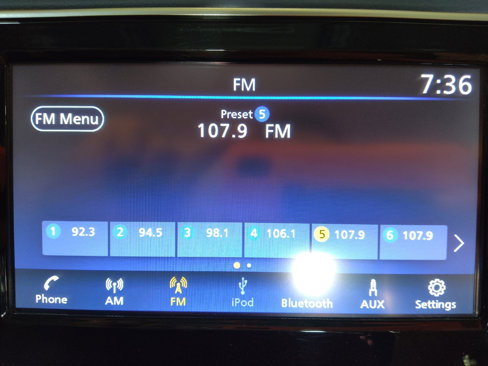 FM
7:36
FM Menu
Preset 5
107.9 FM
1 92.3
2 94.5
3 98.1
4 106.1
5 107.9
6 107.9
Phone
AM
FM
iPod
Bluetooth
AUX
Settings